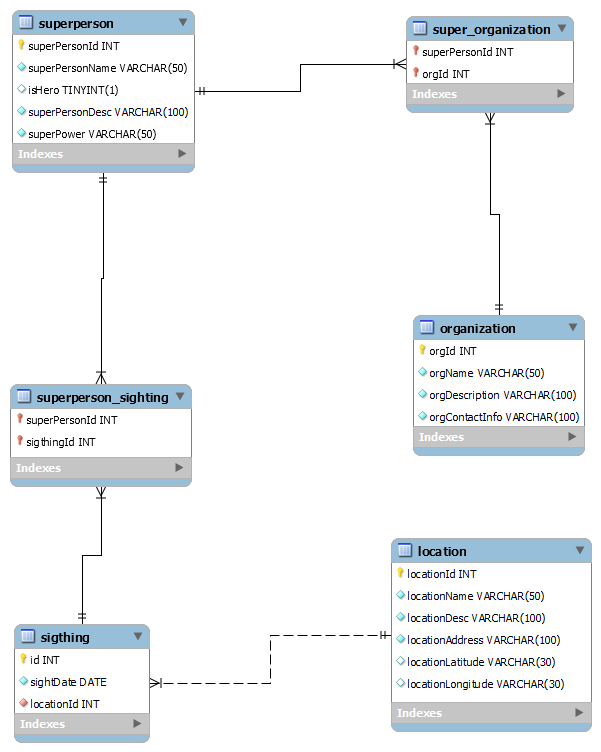 superperson
superPersonId INT
superPersonName VARCHAR(50)
isHero TINYINT(1)
superPersonDesc VARCHAR(100)
superPower VARCHAR(50)
Indexes
super_organization
superPersonId INT
orgId INT
Indexes
organization
orgId INT
orgName VARCHAR(50)
orgDescription VARCHAR(100)
orgContactInfo VARCHAR(100)
Indexes
superperson_sighting
superPersonId INT
sigthingId INT
Indexes
location
locationId INT
locationName VARCHAR(50)
locationDesc VARCHAR(100)
locationAddress VARCHAR(100)
locationLatitude VARCHAR(30)
locationLongitude VARCHAR(30)
Indexes
sigthing
id INT
sightDate DATE
locationId INT
Indexes